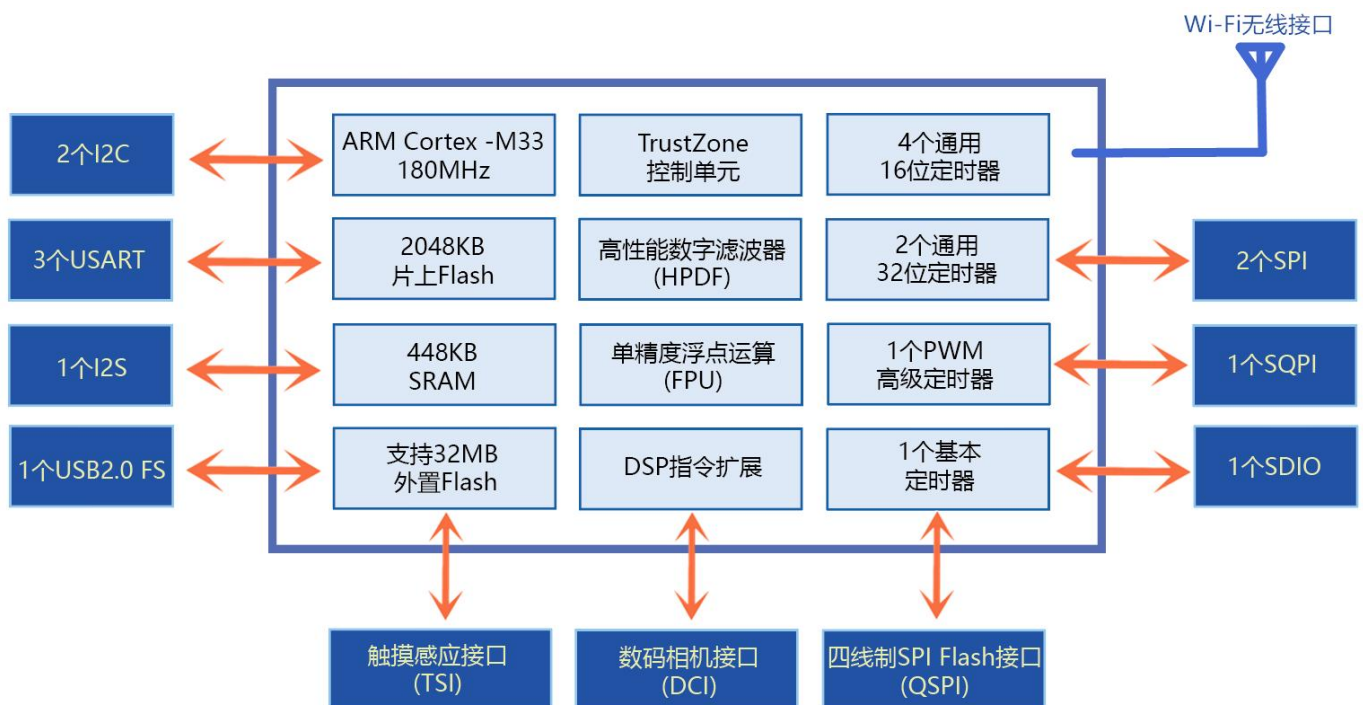 Wi-Fi无线接口
2个I2C
ARM Cortex -M33
180MHz
TrustZone
控制单元
4个通用
16位定时器
3个USART
2048KB
片上Flash
高性能数字滤波器
(HPDF)
2个通用
32位定时器
2个SPI
1个I2S
448KB
SRAM
单精度浮点运算
(FPU)
1个PWM
高级定时器
1个SQPI
1个USB2.0 FS
支持32MB
外置Flash
DSP指令扩展
1个基本
定时器
1个SDIO
触摸感应接口
(TSI)
数码相机接口
(DCI)
四线制SPI Flash接口
(QSPI)